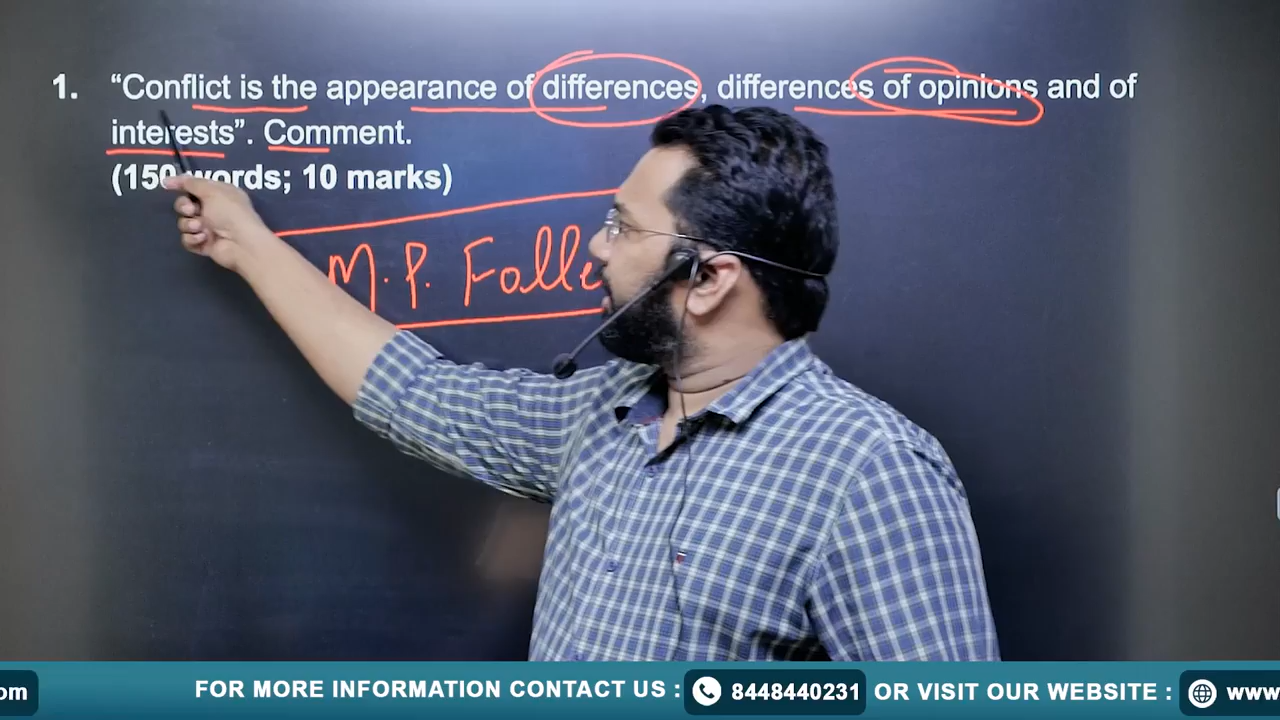 1. “Conflict is the appearance of differences, differences of opinions and of
interests”. Comment.
(150 words; 10 marks)
M.P. Folle
om FOR MORE INFORMATION CONTACT US : 8448440231 OR VISIT OUR WEBSITE : www